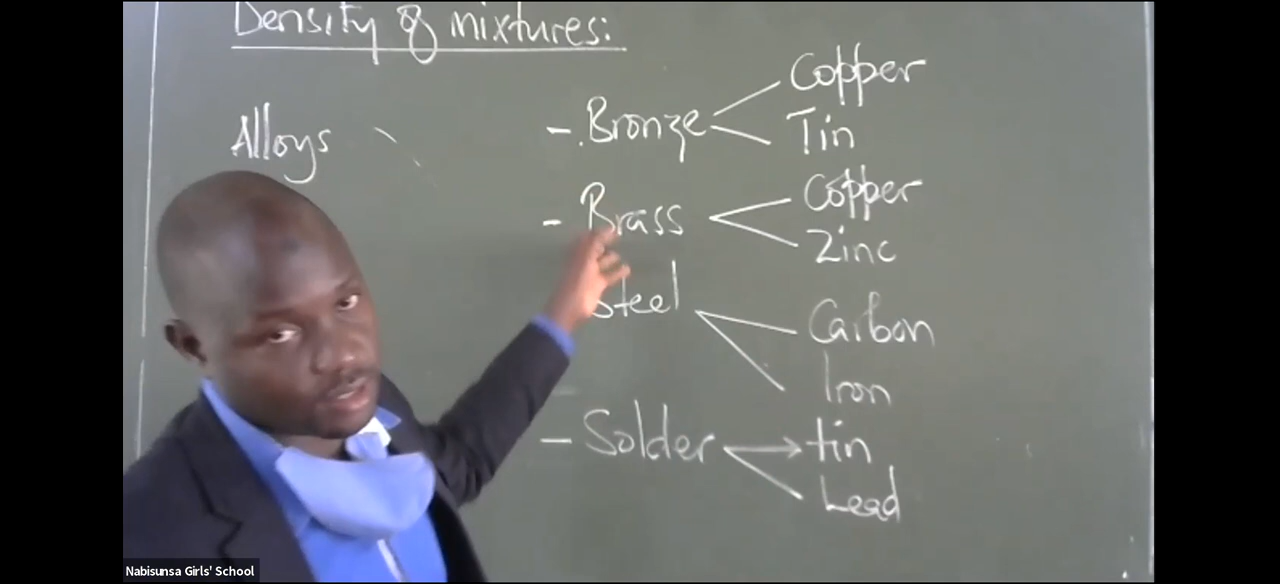 Density of mixtures:
Alloys
- Bronze
Copper
Tin
- Brass
Copper
Zinc
Steel
Carbon
Iron
- Solder
tin
Lead
Nabisunsa Girls' School